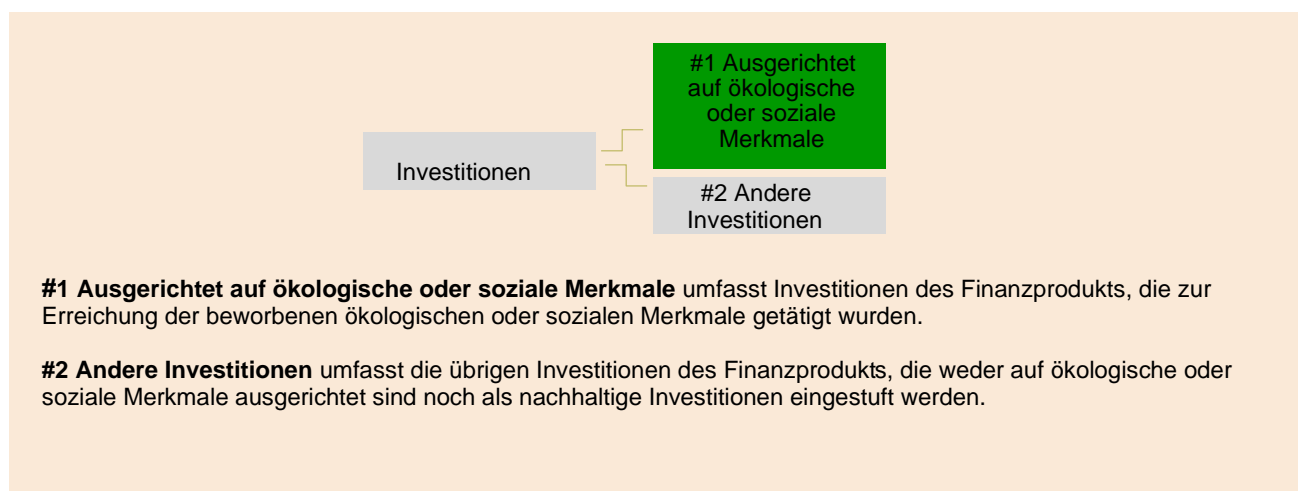 #1 Ausgerichtet
auf ökologische
oder soziale
Merkmale
Investitionen
#2 Andere
Investitionen
#1 Ausgerichtet auf ökologische oder soziale Merkmale umfasst Investitionen des Finanzprodukts, die zur
Erreichung der beworbenen ökologischen oder sozialen Merkmale getätigt wurden.
#2 Andere Investitionen umfasst die übrigen Investitionen des Finanzprodukts, die weder auf ökologische oder
soziale Merkmale ausgerichtet sind noch als nachhaltige Investitionen eingestuft werden.